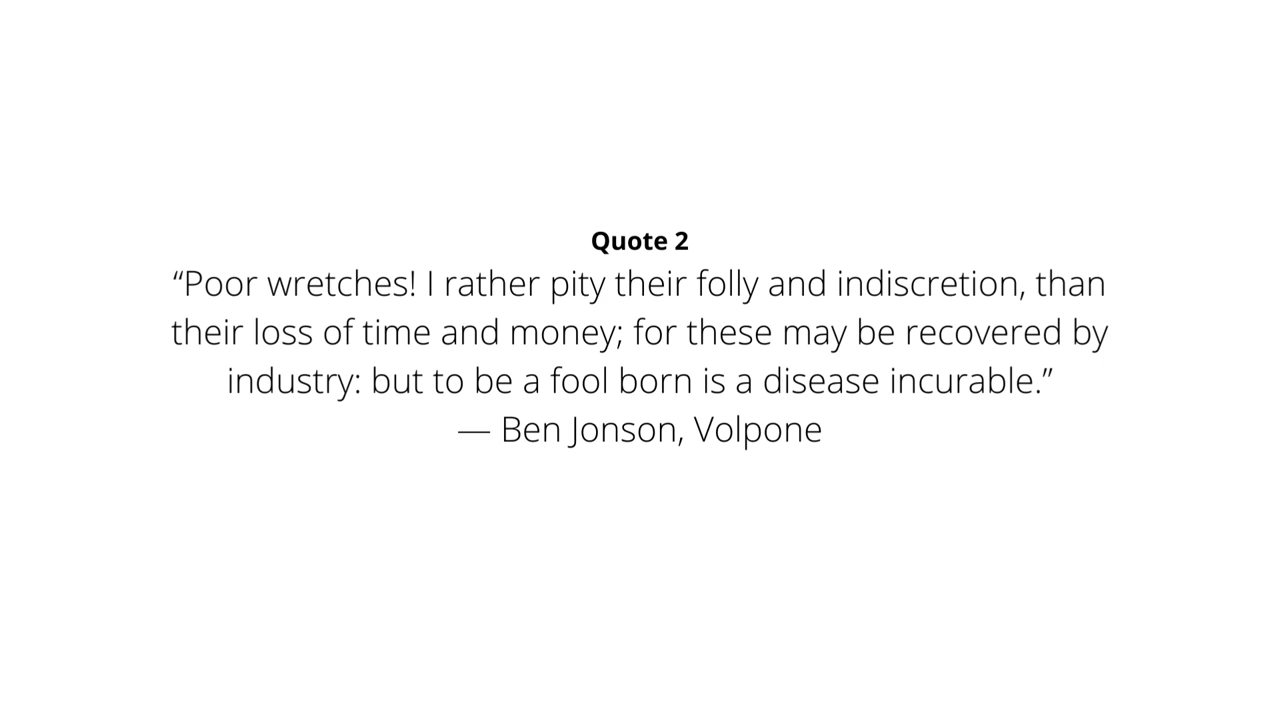 Quote 2
“Poor wretches! I rather pity their folly and indiscretion, than
their loss of time and money; for these may be recovered by
industry: but to be a fool born is a disease incurable.”
— Ben Jonson, Volpone